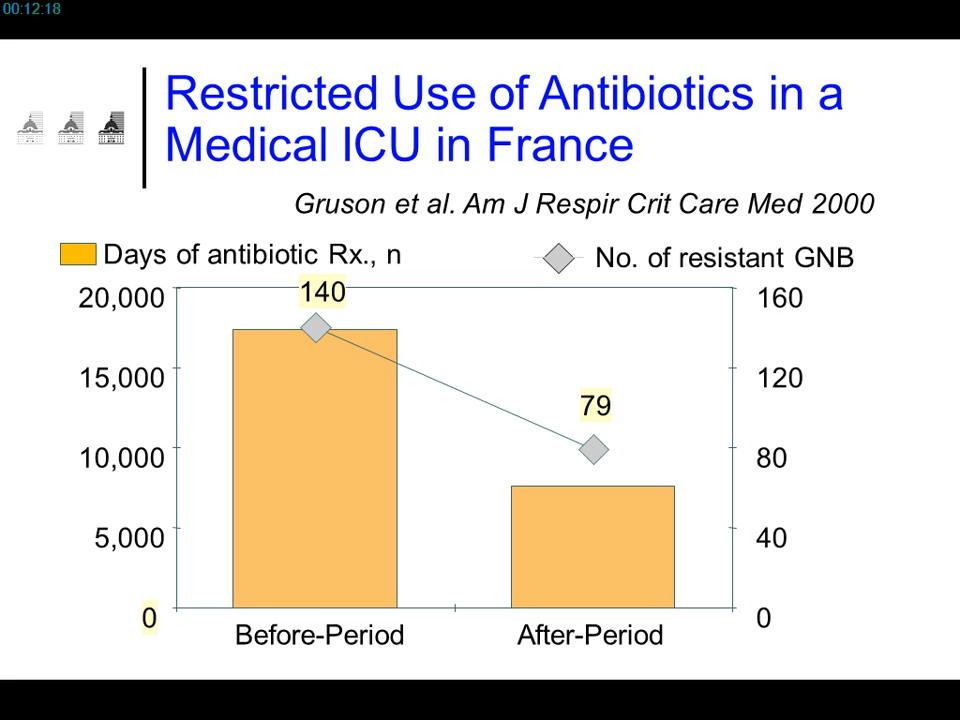 00:12:18
Restricted Use of Antibiotics in a
Medical ICU in France
Gruson et al. Am J Respir Crit Care Med 2000
Days of antibiotic Rx., n
No. of resistant GNB
20,000
15,000
10,000
5,000
0
140
79
160
120
80
40
0
Before-Period
After-Period